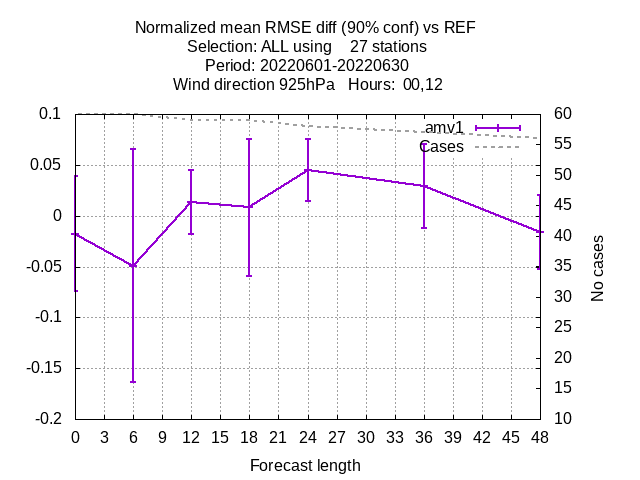 Normalized mean RMSE diff (90% conf) vs REF
Selection: ALL using    27 stations
Period: 20220601-20220630
Wind direction 925hPa   Hours:  00,12
0.1
0.05
0
-0.05
-0.1
-0.15
-0.2
amv1
Cases
60
55
50
45
40
35
30
25
20
15
10
No cases
0 3 6 9 12 15 18 21 24 27 30 33 36 39 42 45 48
Forecast length